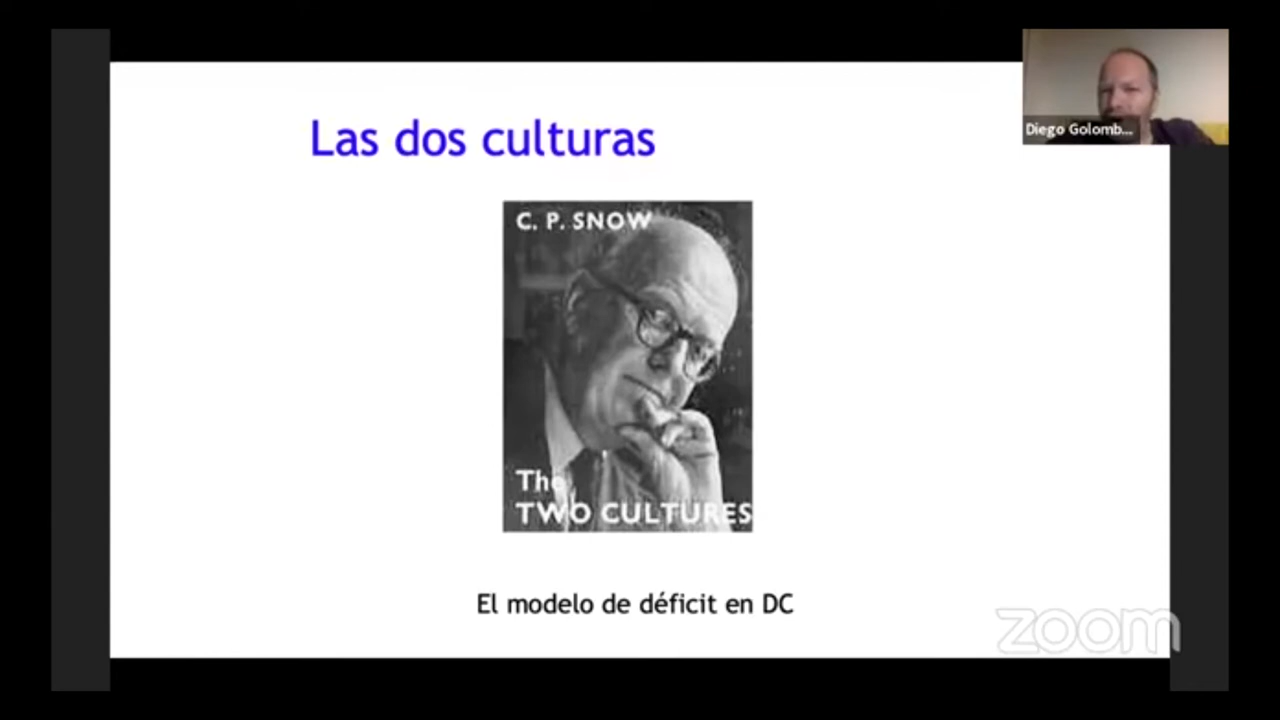 Las dos culturas
Diego Golomb...
C. P. SNOW
The
TWO CULTURES
El modelo de déficit en DC
zoom